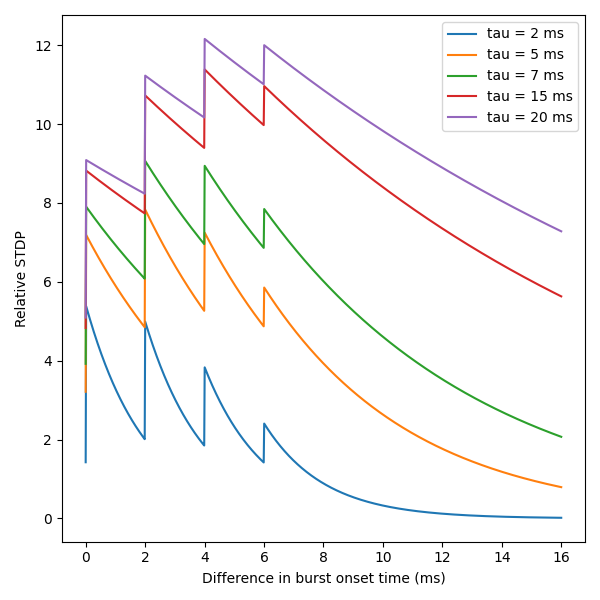 tau = 2 ms
tau = 5 ms
tau = 7 ms
tau = 15 ms
tau = 20 ms
Relative STDP
12
10
8
6
4
2
0
0 2 4 6 8 10 12 14 16
Difference in burst onset time (ms)